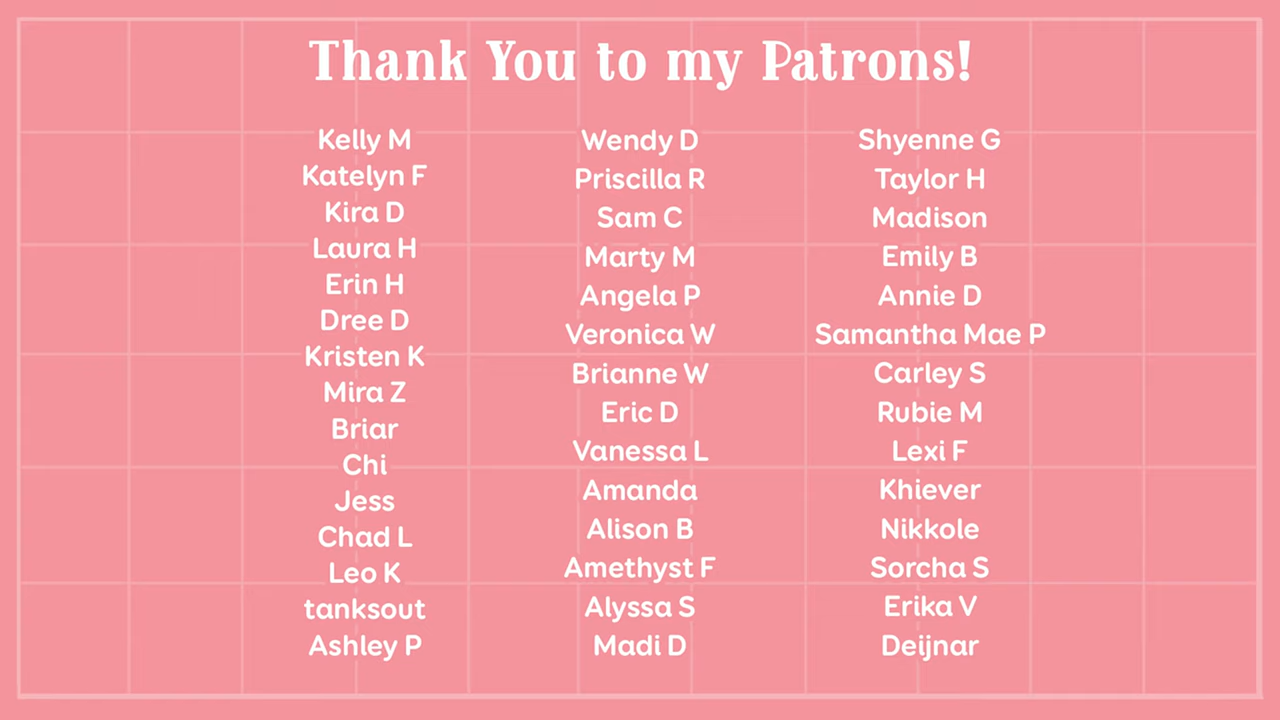 Thank You to my Patrons!
Kelly M
Katelyn F
Kira D
Laura H
Erin H
Dree D
Kristen K
Mira Z
Briar
Chi
Jess
Chad L
Leo K
tanksout
Ashley P
Wendy D
Priscilla R
Sam C
Marty M
Angela P
Veronica W
Brianne W
Eric D
Vanessa L
Amanda
Alison B
Amethyst F
Alyssa S
Madi D
Shyenne G
Taylor H
Madison
Emily B
Annie D
Samantha Mae P
Carley S
Rubie M
Lexi F
Khiever
Nikkole
Sorcha S
Erika V
Deijnar